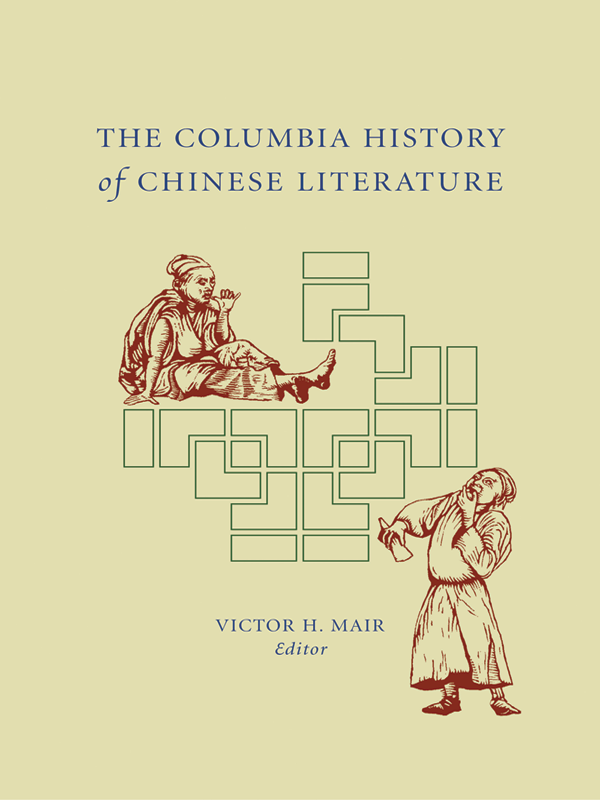 THE COLUMBIA HISTORY
of CHINESE LITERATURE
VICTOR H. MAIR
Editor